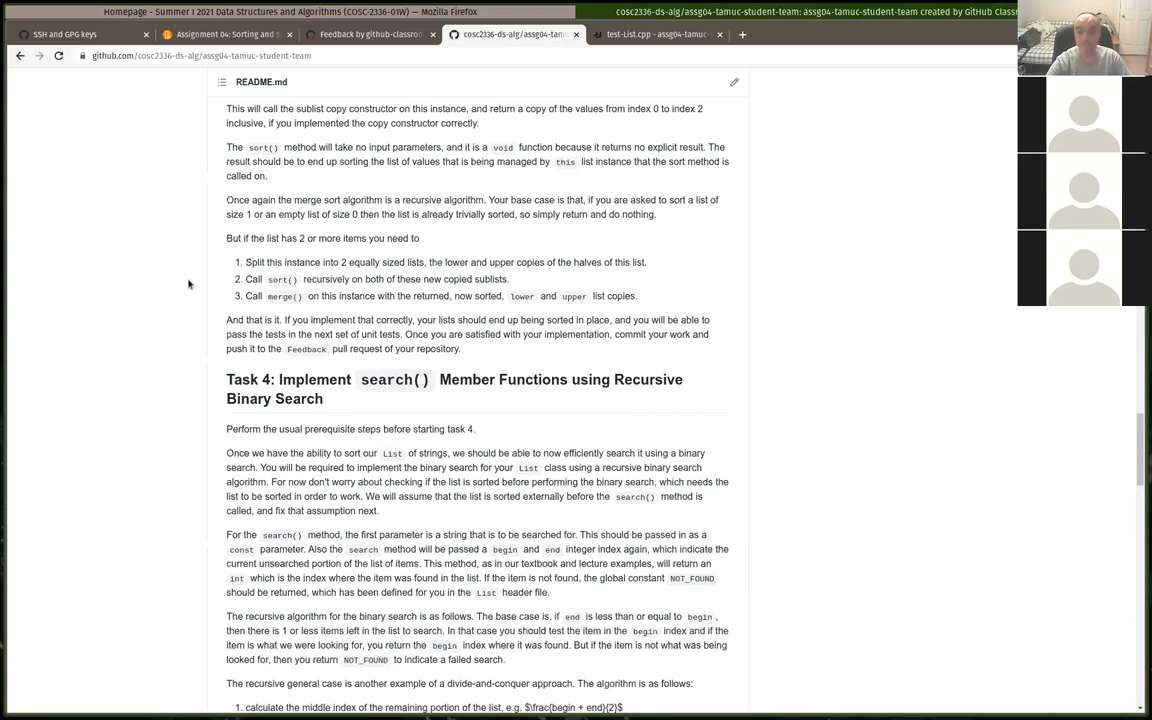 Homepage - Summer I 2021 Data Structures and Algorithms (COSC-2336-01W) — Mozilla Firefox
cosc2336-ds-alg/assg04-tamuc-student-team: assg04-tamuc-student-team created by GitHub Class
SSH and GPG keys
Assignment 04: Sorting and S
Feedback by github-classroo
cosc2336-ds-alg/assg04-tam
test-List.cpp - assg04-tamuc-
github.com/cosc2336-ds-alg/assg04-tamuc-student-team
README.md
This will call the sublist copy constructor on this instance, and return a copy of the values from index 0 to index 2
inclusive, if you implemented the copy constructor correctly.
The sort() method will take no input parameters, and it is a void function because it returns no explicit result. The
result should be to end up sorting the list of values that is being managed by this list instance that the sort method is
called on.
Once again the merge sort algorithm is a recursive algorithm. Your base case is that, if you are asked to sort a list of
size 1 or an empty list of size 0 then the list is already trivially sorted, so simply return and do nothing.
But if the list has 2 or more items you need to
1. Split this instance into 2 equally sized lists, the lower and upper copies of the halves of this list.
2. Call sort() recursively on both of these new copied sublists.
3. Call merge() on this instance with the returned, now sorted, lower and upper list copies.
And that is it. If you implement that correctly, your lists should end up being sorted in place, and you will be able to
pass the tests in the next set of unit tests. Once you are satisfied with your implementation, commit your work and
push it to the Feedback pull request of your repository.
Task 4: Implement search() Member Functions using Recursive
Binary Search
Perform the usual prerequisite steps before starting task 4.
Once we have the ability to sort our List of strings, we should be able to now efficiently search it using a binary
search. You will be required to implement the binary search for your List class using a recursive binary search
algorithm. For now don't worry about checking if the list is sorted before performing the binary search, which needs the
list to be sorted in order to work. We will assume that the list is sorted externally before the search() method is
called, and fix that assumption next.
For the search() method, the first parameter is a string that is to be searched for. This should be passed in as a
const parameter. Also the search method will be passed a begin and end integer index again, which indicate the
current unsearched portion of the list of items. This method, as in our textbook and lecture examples, will return an
int which is the index where the item was found in the list. If the item is not found, the global constant NOT_FOUND
should be returned, which has been defined for you in the List header file.
The recursive algorithm for the binary search is as follows. The base case is, if end is less than or equal to begin ,
then there is 1 or less items left in the list to search. In that case you should test the item in the begin index and if the
item is what we were looking for, you return the begin index where it was found. But if the item is not what was being
looked for, then you return NOT_FOUND to indicate a failed search.
The recursive general case is another example of a divide-and-conquer approach. The algorithm is as follows:
1. calculate the middle index of the remaining portion of the list, e.g. $\frac{begin + end}{2}$